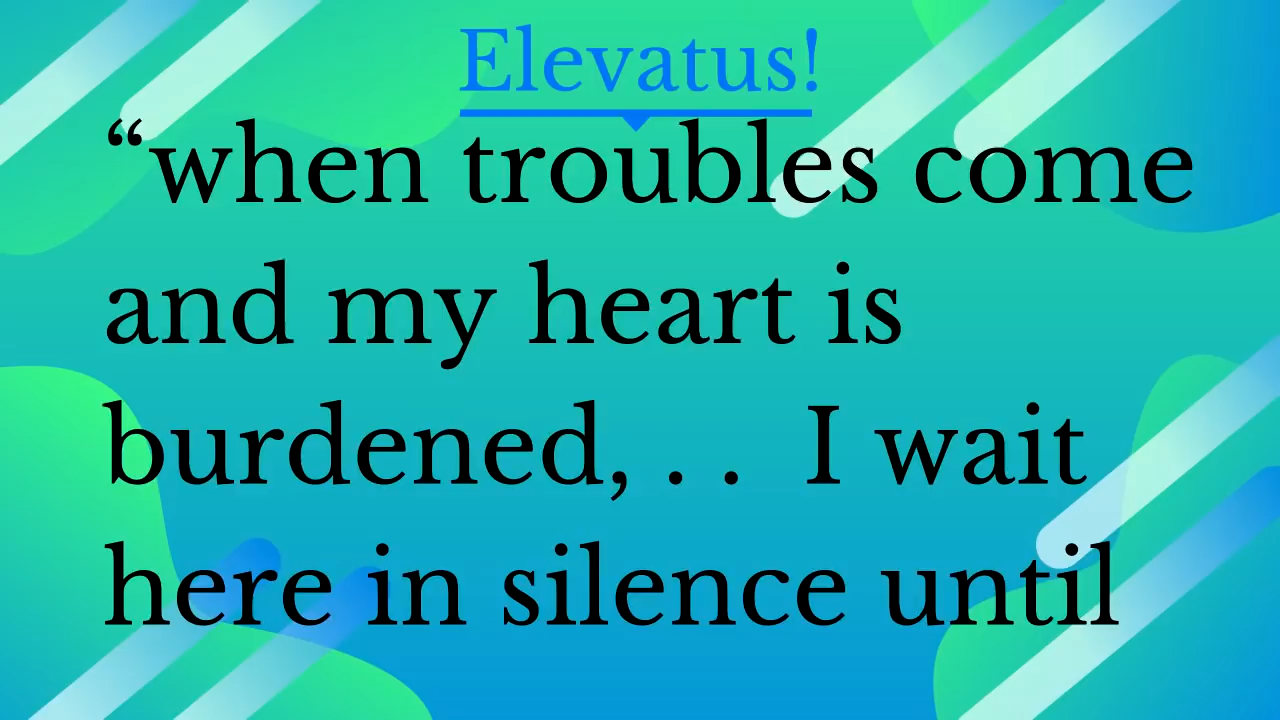 Elevatus!
“when troubles come
and my heart is
burdened, . .  I wait
here in silence until